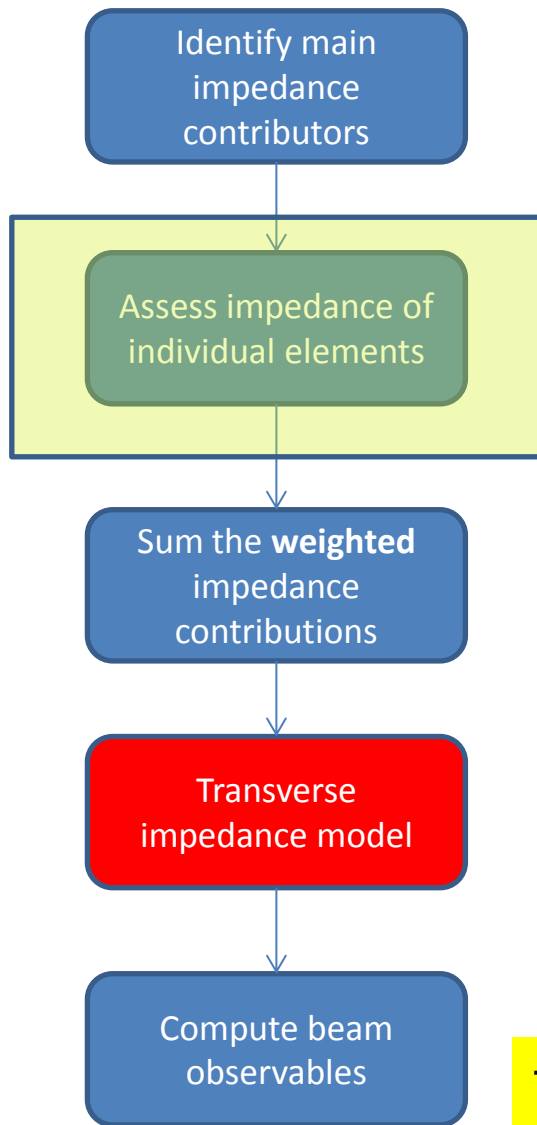 Identify main
impedance
contributors
Assess impedance of
individual elements
Sum the weighted
impedance
contributions
Transverse
impedance model
Compute beam
observables